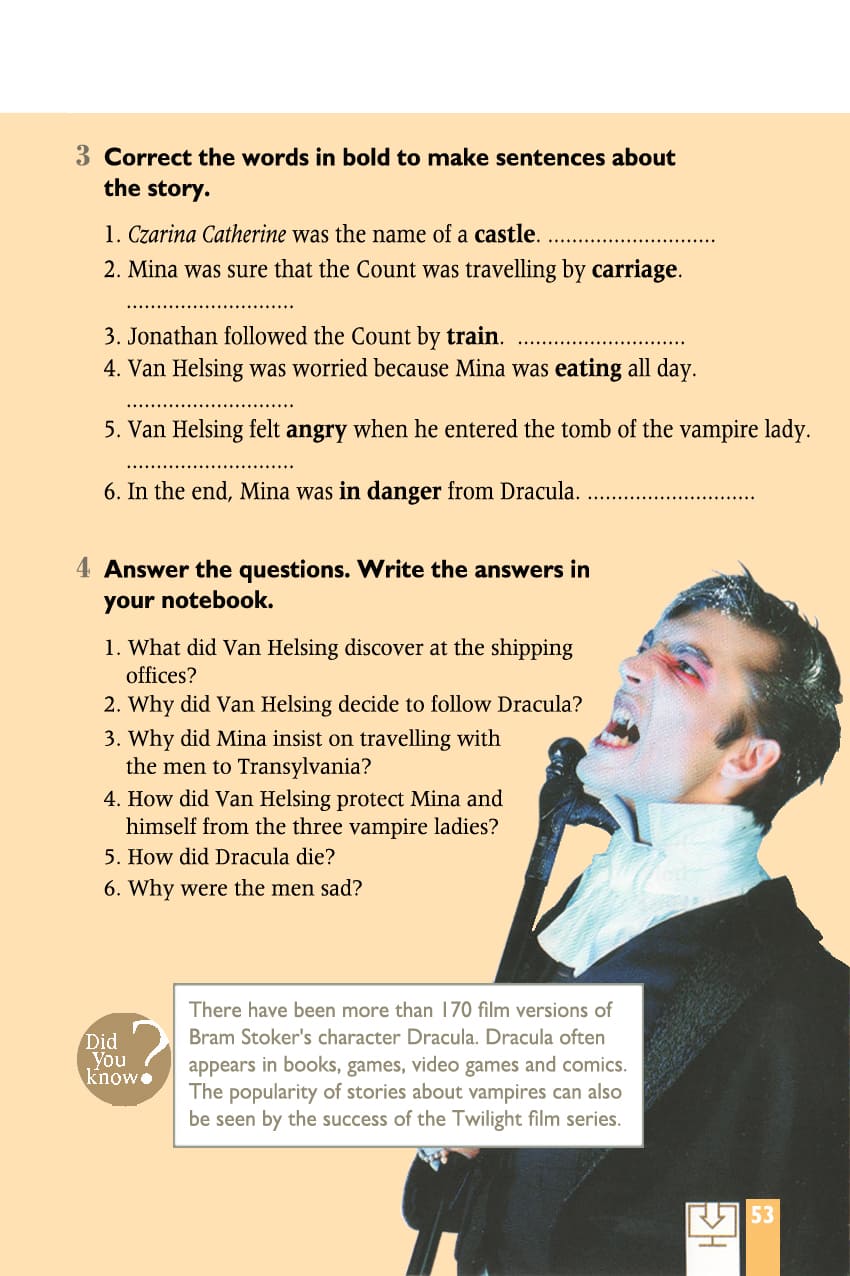 3 Correct the words in bold to make sentences about
the story.
1. Czarina Catherine was the name of a castle. ............................
2. Mina was sure that the Count was travelling by carriage.
............................
3. Jonathan followed the Count by train. ............................
4. Van Helsing was worried because Mina was eating all day.
............................
5. Van Helsing felt angry when he entered the tomb of the vampire lady.
............................
6. In the end, Mina was in danger from Dracula. ............................
4 Answer the questions. Write the answers in
your notebook.
1. What did Van Helsing discover at the shipping
offices?
2. Why did Van Helsing decide to follow Dracula?
3. Why did Mina insist on travelling with
the men to Transylvania?
4. How did Van Helsing protect Mina and
himself from the three vampire ladies?
5. How did Dracula die?
6. Why were the men sad?
Did
You
know?
There have been more than 170 film versions of
Bram Stoker's character Dracula. Dracula often
appears in books, games, video games and comics.
The popularity of stories about vampires can also
be seen by the success of the Twilight film series.
53